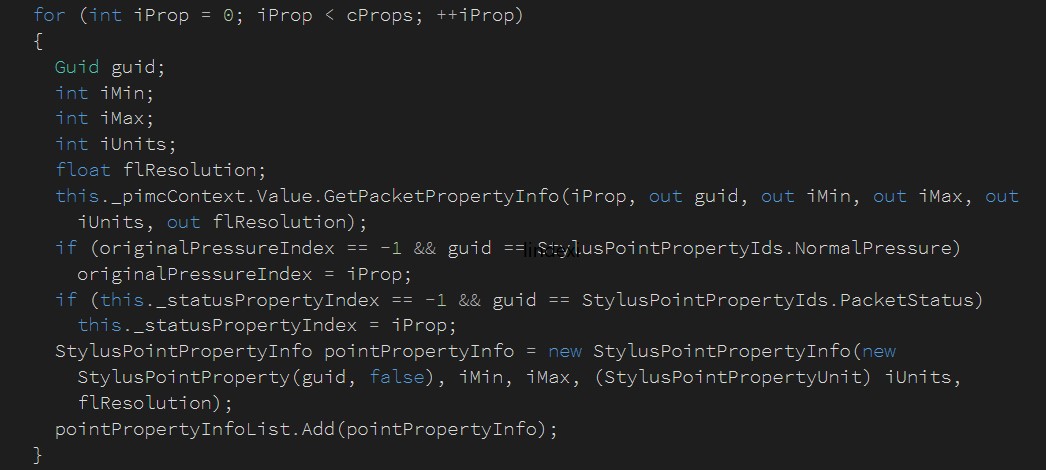 for (int iProp = 0; iProp < cProps; ++iProp)
{
Guid guid;
int iMin;
int iMax;
int iUnits;
float flResolution;
this._pimcContext.Value.GetPacketPropertyInfo(iProp, out guid, out iMin, out iMax, out
iUnits, out flResolution);
if (originalPressureIndex == -1 && guid == StylusPointPropertyIds.NormalPressure)
originalPressureIndex = iProp;
if (this._statusPropertyIndex == -1 && guid == StylusPointPropertyIds.PacketStatus)
this._statusPropertyIndex = iProp;
StylusPointPropertyInfo pointPropertyInfo = new StylusPointPropertyInfo(new
StylusPointProperty(guid, false), iMin, iMax, (StylusPointPropertyUnit) iUnits,
flResolution);
pointPropertyInfoList.Add(pointPropertyInfo);
}